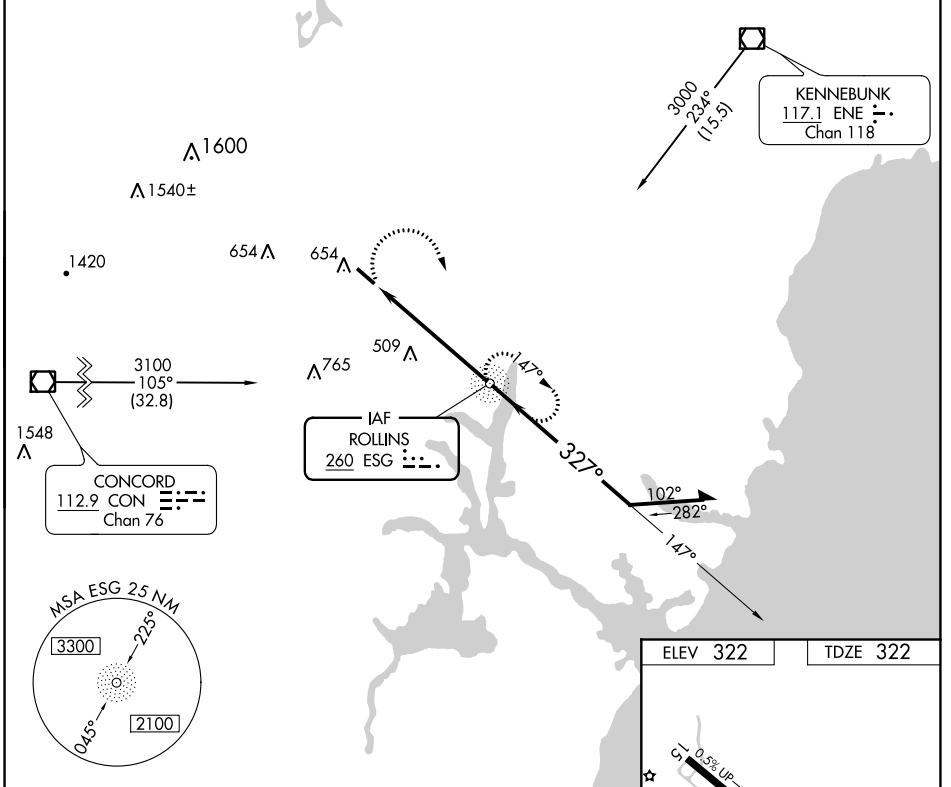 3000
234°
(15.5)
KENNEBUNK
117.1 ENE
Chan 118
1600
1540±
1420
654
654
509
765
3100
105°
(32.8)
147°
IAF
ROLLINS
260 ESG
1548
CONCORD
112.9 CON
Chan 76
327°
102°
282°
147°
MSA ESG 25 NM
3300
225°
045°
2100
ELEV 322
TDZE 322
15
0.5% UP